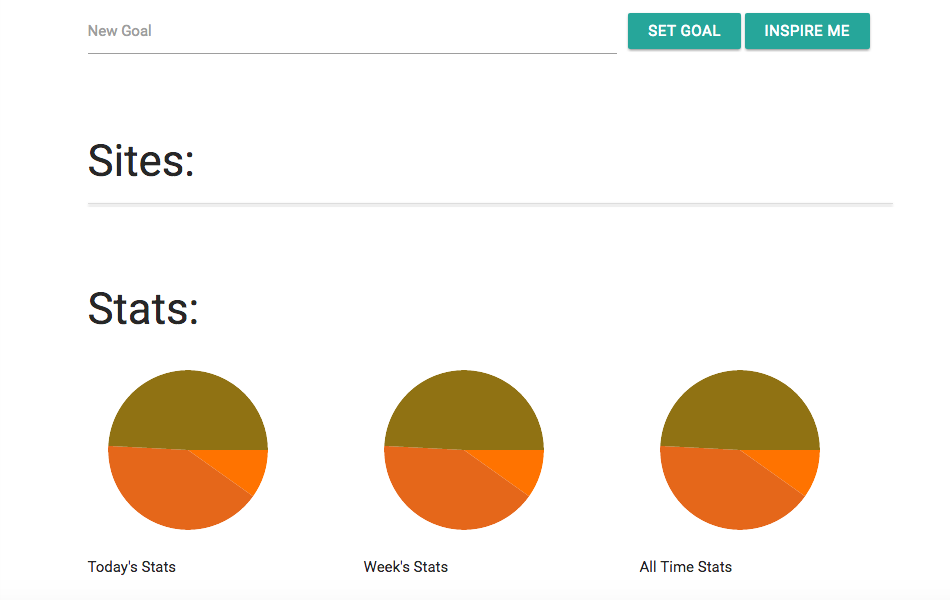 New Goal
SET GOAL
INSPIRE ME
Sites:
Stats:
Today's Stats
Week's Stats
All Time Stats